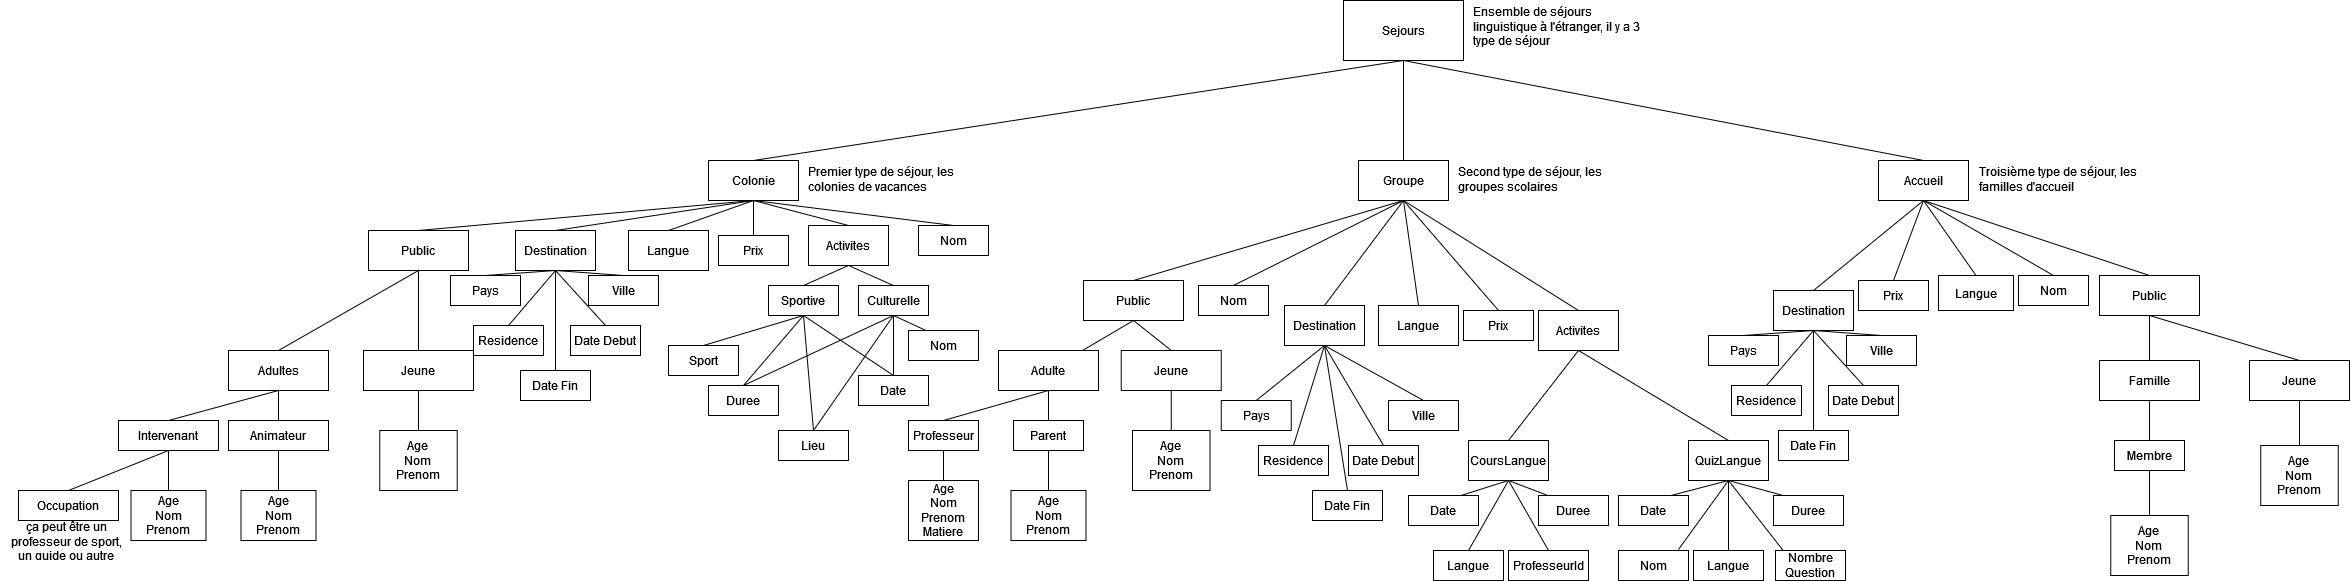 Sejours
Ensemble de séjours
linguistique à l'étranger, il y a 3
type de séjour
Colonie
Premier type de séjour, les
colonies de vacances
Groupe
Second type de séjour, les
groupes scolaires
Accueil
Troisième type de séjour, les
familles d'accueil
Public
Destination
Langue
Prix
Activites
Nom
Pays
Ville
Residence
Date Debut
Date Fin
Sportive
Culturelle
Sport
Nom
Duree
Date
Lieu
Adultes
Jeune
Intervenant
Animateur
Age
Nom
Prenom
Occupation
ça peut être un
professeur de sport,
un guide ou autre
Age
Nom
Prenom
Age
Nom
Prenom
Public
Nom
Destination
Langue
Prix
Activites
Adulte
Jeune
Professeur
Parent
Age
Nom
Prenom
Age
Nom
Prenom
Matiere
Age
Nom
Prenom
Pays
Ville
Residence
Date Debut
Date Fin
CoursLangue
QuizLangue
Date
Duree
Langue
ProfesseurId
Date
Duree
Nom
Langue
Nombre
Question
Destination
Prix
Langue
Nom
Public
Pays
Ville
Residence
Date Debut
Date Fin
Famille
Jeune
Membre
Age
Nom
Prenom
Age
Nom
Prenom